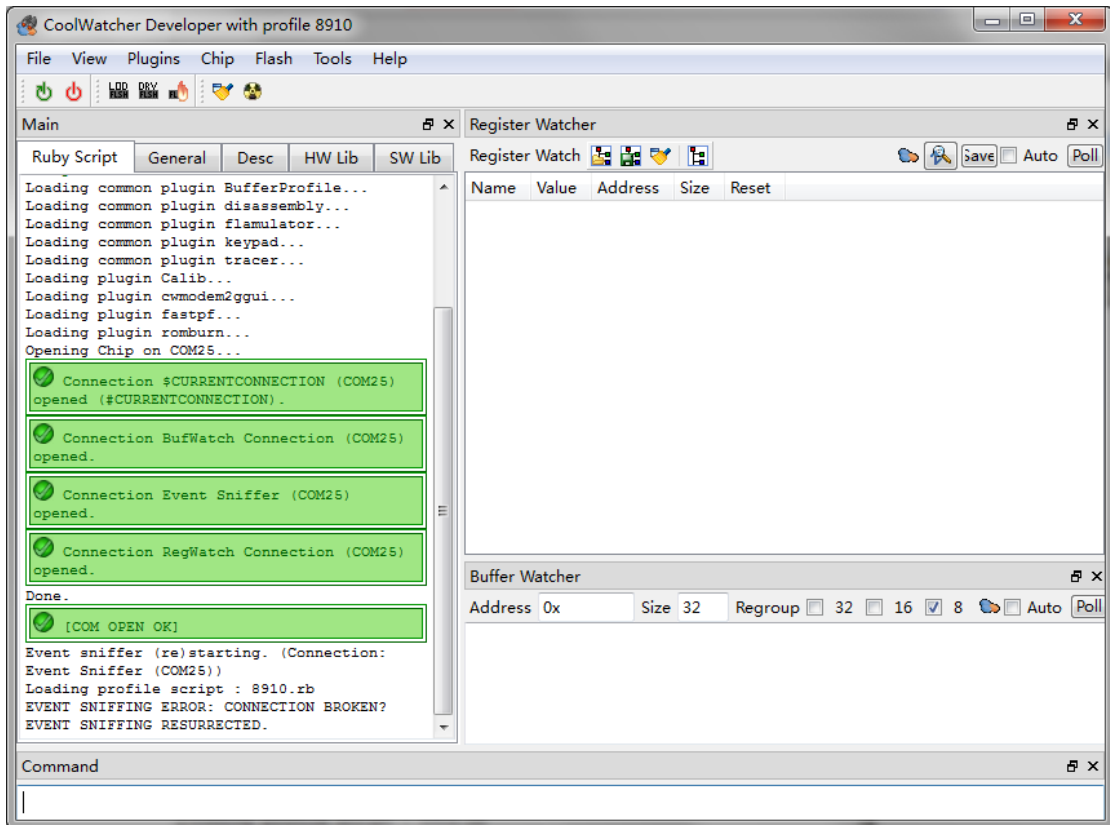 CoolWatcher Developer with profile 8910
File View Plugins Chip Flash Tools Help
LOD FLSH DRV FLSH FL
Main
Ruby Script General Desc HW Lib SW Lib
Loading common plugin BufferProfile...
Loading common plugin disassembly...
Loading common plugin flamulator...
Loading common plugin keypad...
Loading common plugin tracer...
Loading plugin Calib...
Loading plugin cwmodem2ggui...
Loading plugin fastpf...
Loading plugin romburn...
Opening Chip on COM25...
Connection $CURRENTCONNECTION (COM25)
opened (#CURRENTCONNECTION).
Connection BufWatch Connection (COM25)
opened.
Connection Event Sniffer (COM25)
opened.
Connection RegWatch Connection (COM25)
opened.
Done.
[COM OPEN OK]
Event sniffer (re)starting. (Connection:
Event Sniffer (COM25))
Loading profile script : 8910.rb
EVENT SNIFFING ERROR: CONNECTION BROKEN?
EVENT SNIFFING RESURRECTED.
Register Watcher
Register Watch Save Auto Poll
Name Value Address Size Reset
Buffer Watcher
Address 0x Size 32 Regroup 32 16 8 Auto Poll
Command